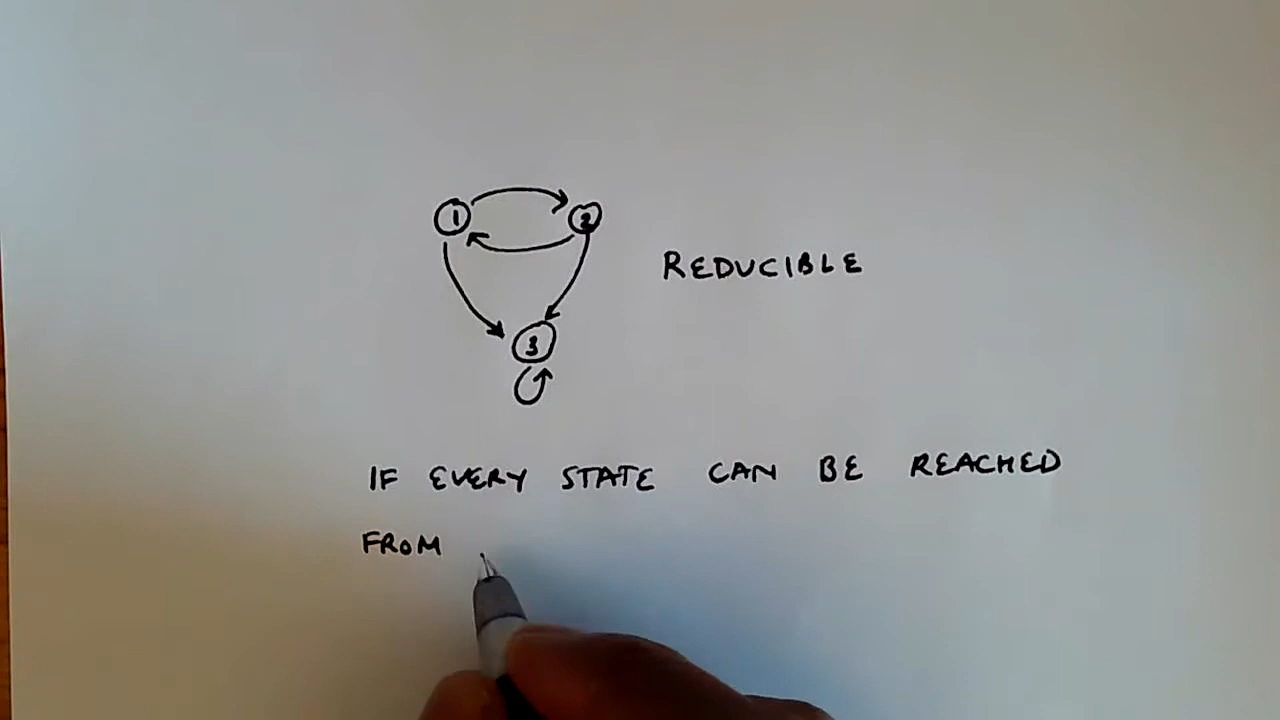 1 2
REDUCIBLE
3
IF EVERY STATE CAN BE REACHED
FROM